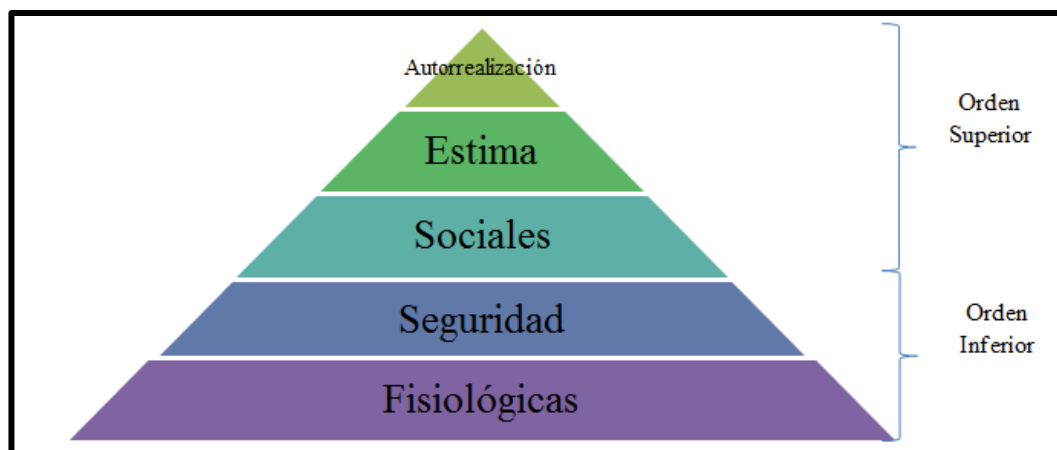 Autorrealización
Estima
Sociales
Seguridad
Fisiológicas
Orden
Superior
Orden
Inferior